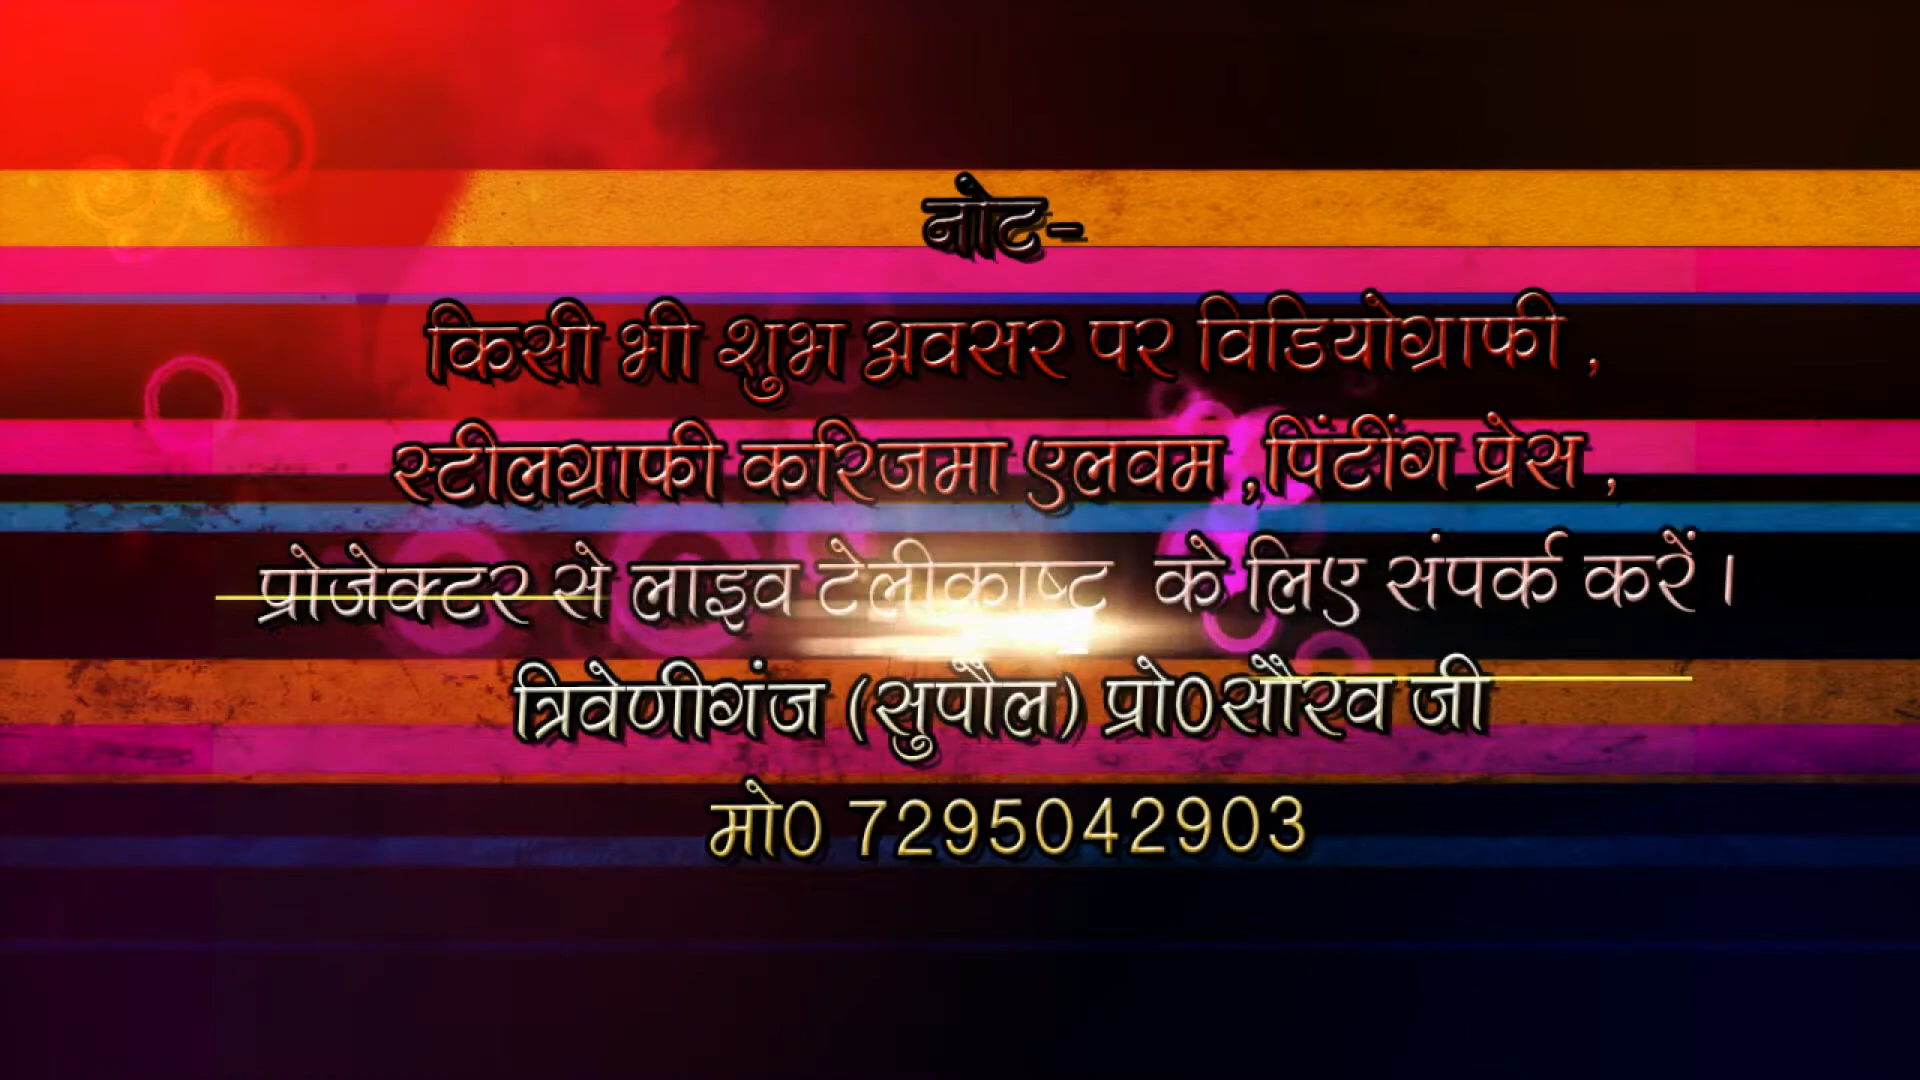 नोट-
किसी भी शुभ अवसर पर विडियोग्राफी ,
स्टीलग्राफी करिजमा एलवम ,पिंटींग प्रेस ,
प्रोजेक्टर से लाइव टेलीकाष्ट के लिए संपर्क करें ।
त्रिवेणीगंज (सुपौल) प्रो0सौरव जी
मो0 7295042903